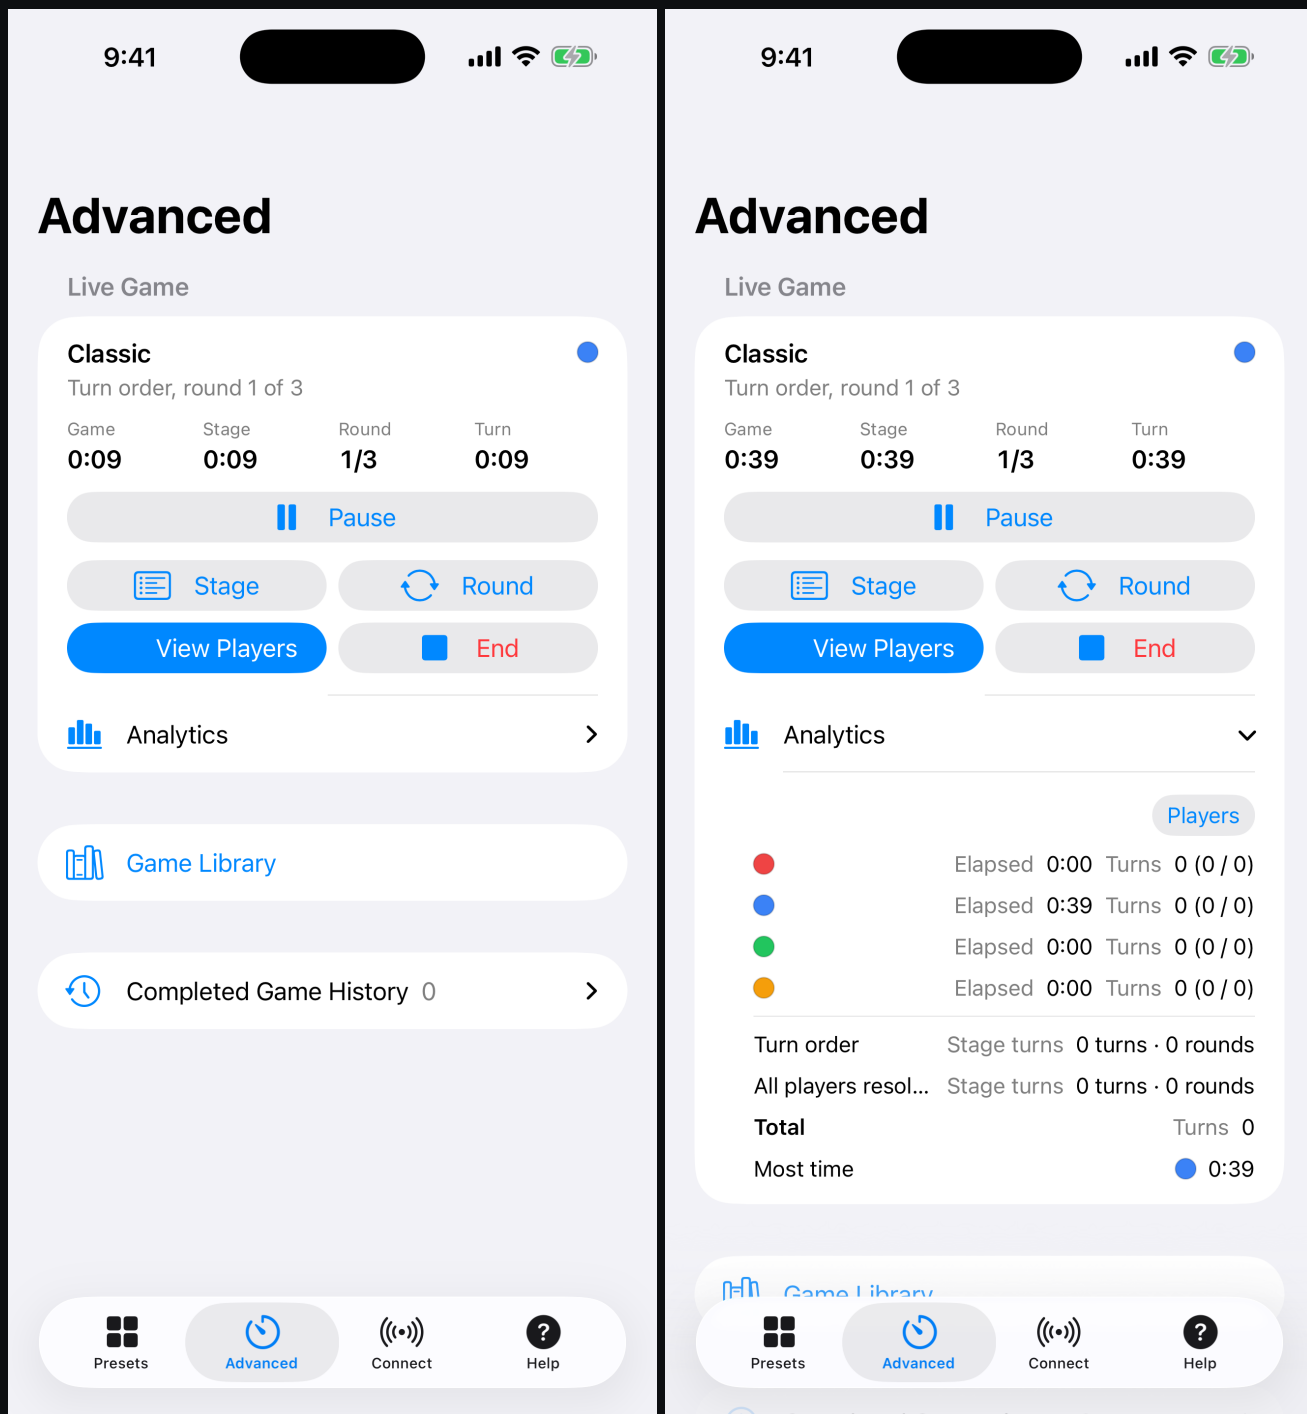 9:41
Advanced
Live Game
Classic
Turn order, round 1 of 3
Game Stage Round Turn
0:09 0:09 1/3 0:09
Pause
Stage Round
View Players End
Analytics
Game Library
Completed Game History 0
Presets Advanced Connect Help
9:41
Advanced
Live Game
Classic
Turn order, round 1 of 3
Game Stage Round Turn
0:39 0:39 1/3 0:39
Pause
Stage Round
View Players End
Analytics
Players
Elapsed 0:00 Turns 0 (0 / 0)
Elapsed 0:39 Turns 0 (0 / 0)
Elapsed 0:00 Turns 0 (0 / 0)
Elapsed 0:00 Turns 0 (0 / 0)
Turn order Stage turns 0 turns · 0 rounds
All players resol... Stage turns 0 turns · 0 rounds
Total Turns 0
Most time 0:39
Game Library
Presets Advanced Connect Help